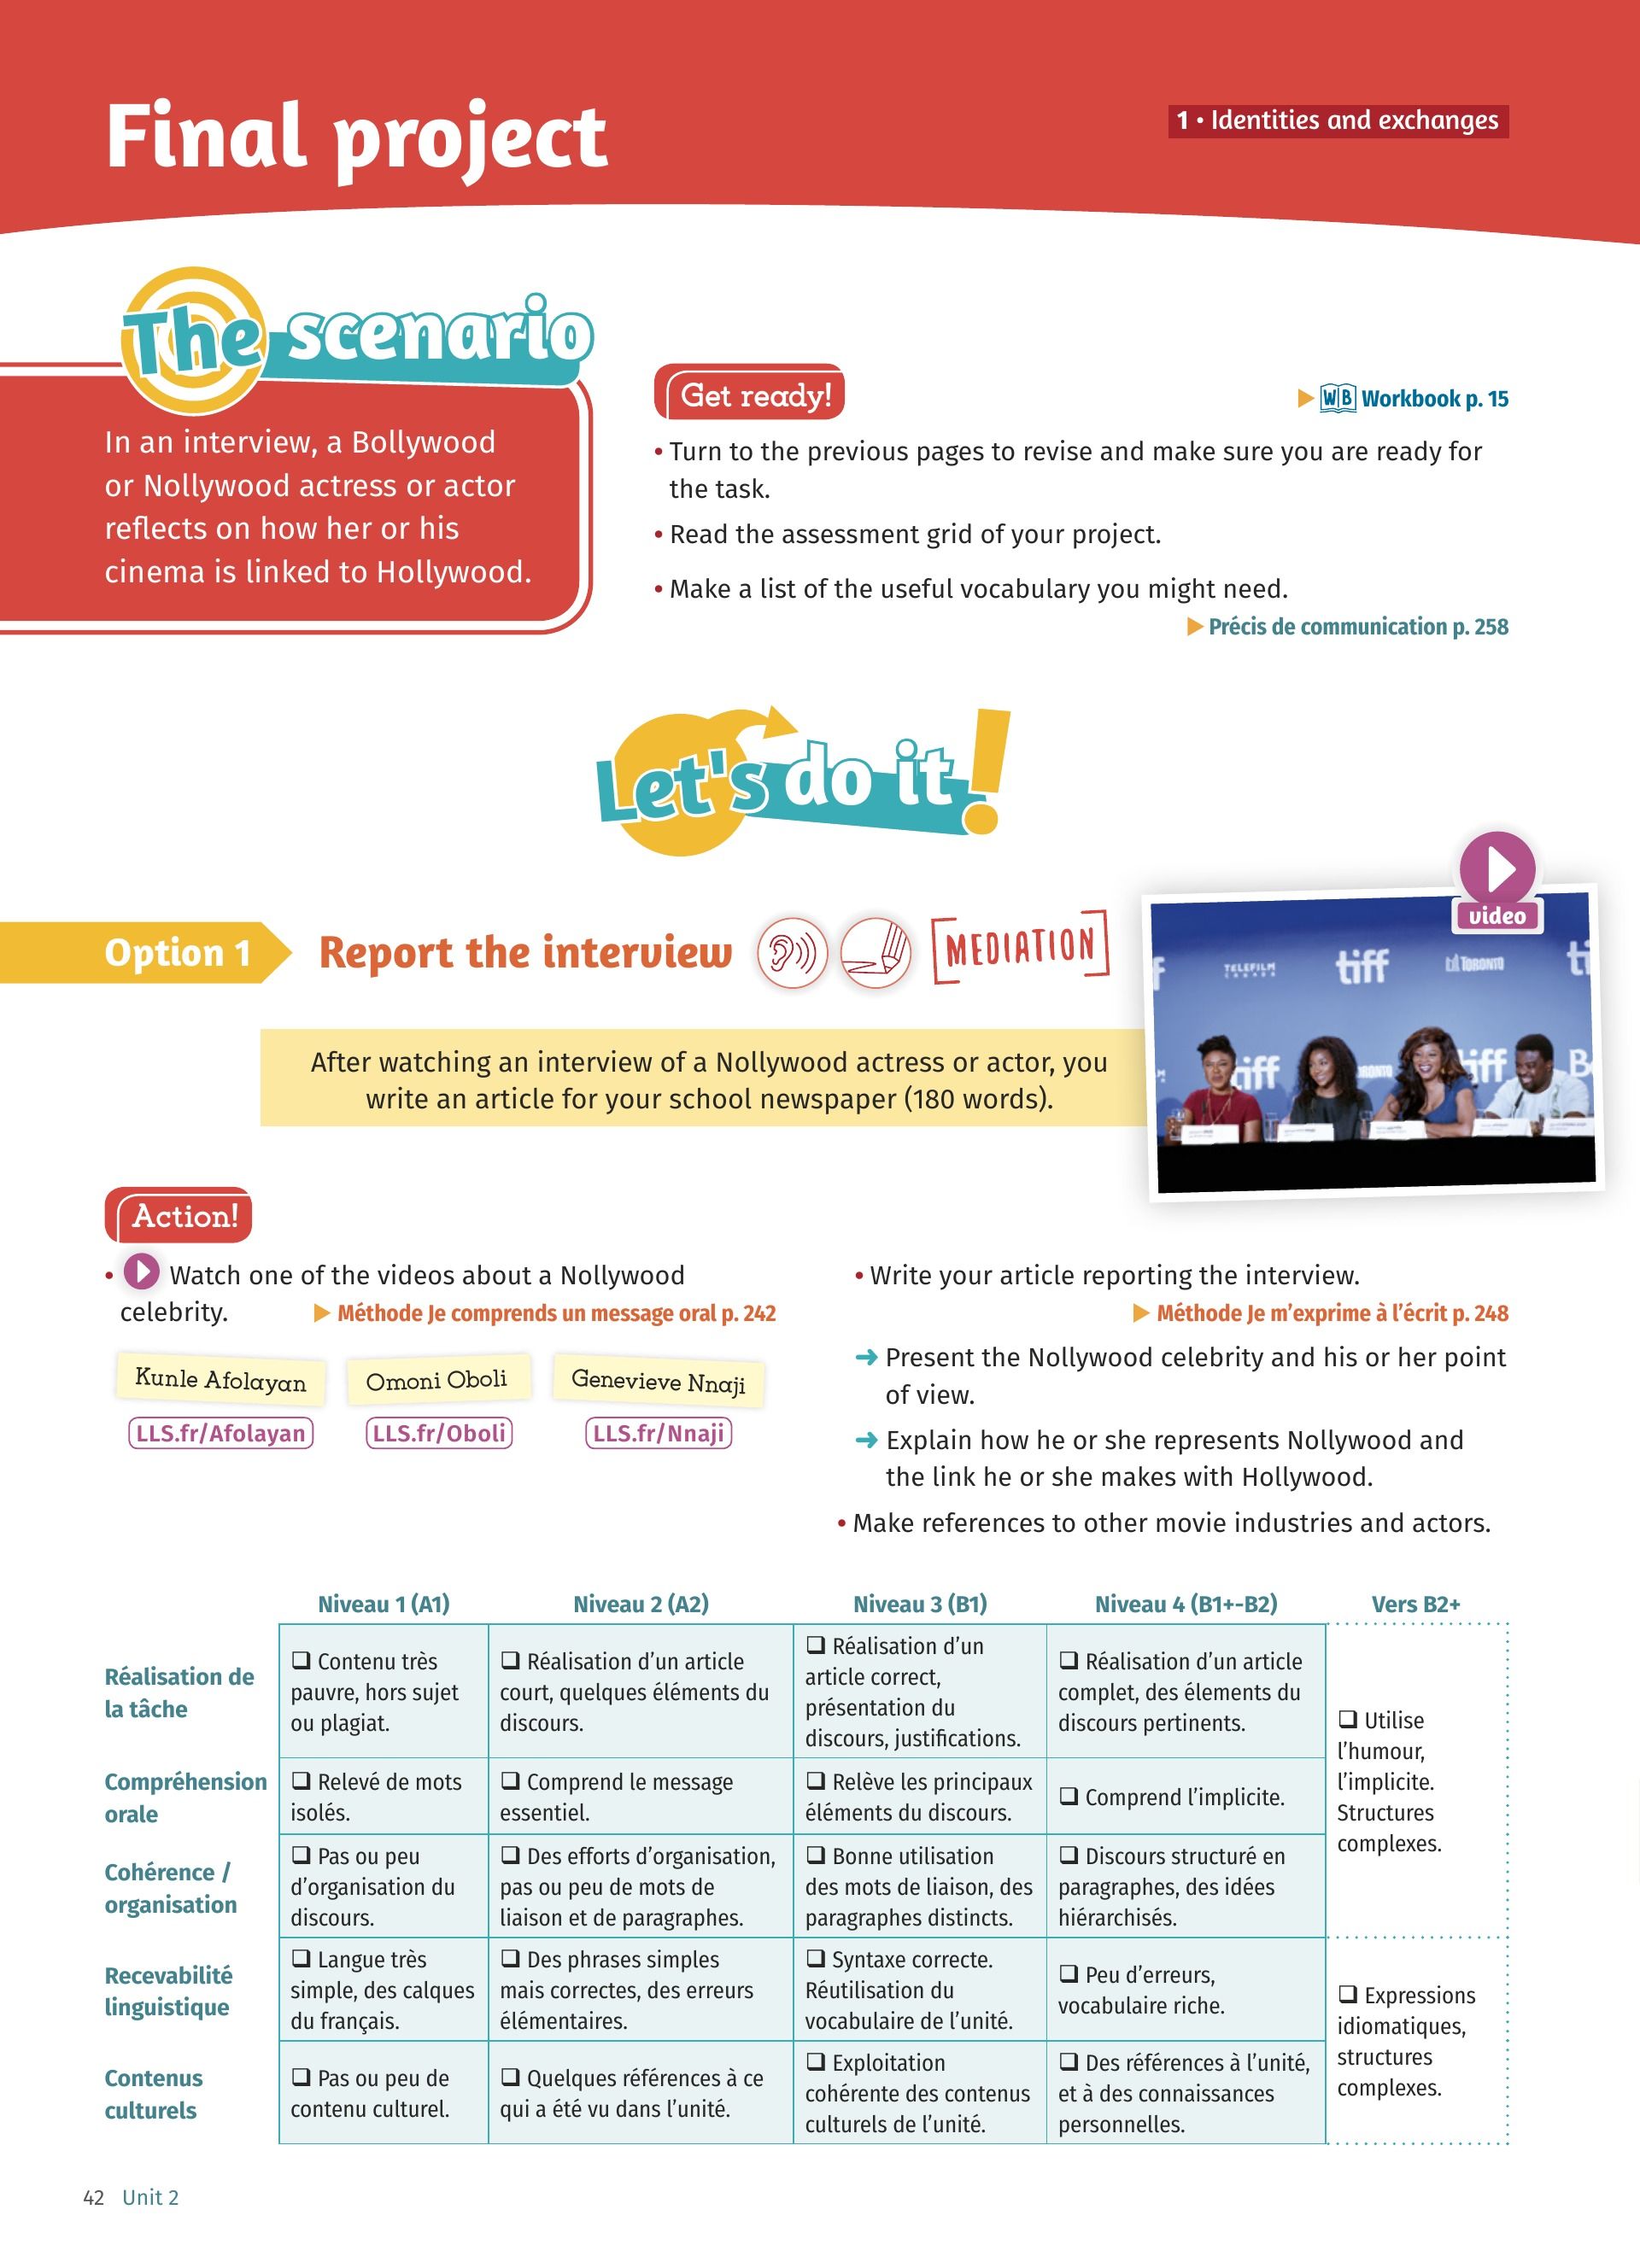 Final project
1 • Identities and exchanges
The scenario
In an interview, a Bollywood
or Nollywood actress or actor
reflects on how her or his
cinema is linked to Hollywood.
Get ready!
WB Workbook p. 15
• Turn to the previous pages to revise and make sure you are ready for
the task.
• Read the assessment grid of your project.
• Make a list of the useful vocabulary you might need.
Précis de communication p. 258
Let's do it!
Option 1
Report the interview
[MEDIATION]
video
TELEFILM
CANADA
tiff
TORONTO
After watching an interview of a Nollywood actress or actor, you
write an article for your school newspaper (180 words).
Action!
• Watch one of the videos about a Nollywood
celebrity.
Méthode Je comprends un message oral p. 242
Kunle Afolayan
Omoni Oboli
Genevieve Nnaji
LLS.fr/Afolayan
LLS.fr/Oboli
LLS.fr/Nnaji
• Write your article reporting the interview.
Méthode Je m'exprime à l'écrit p. 248
➜ Present the Nollywood celebrity and his or her point
of view.
➜ Explain how he or she represents Nollywood and
the link he or she makes with Hollywood.
• Make references to other movie industries and actors.
Niveau 1 (A1)
Niveau 2 (A2)
Niveau 3 (B1)
Niveau 4 (B1+-B2)
Vers B2+
Réalisation de
la tâche
❑ Contenu très
pauvre, hors sujet
ou plagiat.
❑ Réalisation d'un article
court, quelques éléments du
discours.
❑ Réalisation d'un
article correct,
présentation du
discours, justifications.
❑ Réalisation d'un article
complet, des élements du
discours pertinents.
❑ Utilise
l'humour,
l'implicite.
Structures
complexes.
Compréhension
orale
❑ Relevé de mots
isolés.
❑ Comprend le message
essentiel.
❑ Relève les principaux
éléments du discours.
❑ Comprend l'implicite.
Cohérence /
organisation
❑ Pas ou peu
d'organisation du
discours.
❑ Des efforts d'organisation,
pas ou peu de mots de
liaison et de paragraphes.
❑ Bonne utilisation
des mots de liaison, des
paragraphes distincts.
❑ Discours structuré en
paragraphes, des idées
hiérarchisés.
Recevabilité
linguistique
❑ Langue très
simple, des calques
du français.
❑ Des phrases simples
mais correctes, des erreurs
élémentaires.
❑ Syntaxe correcte.
Réutilisation du
vocabulaire de l'unité.
❑ Peu d'erreurs,
vocabulaire riche.
❑ Expressions
idiomatiques,
structures
complexes.
Contenus
culturels
❑ Pas ou peu de
contenu culturel.
❑ Quelques références à ce
qui a été vu dans l'unité.
❑ Exploitation
cohérente des contenus
culturels de l'unité.
❑ Des références à l'unité,
et à des connaissances
personnelles.
42 Unit 2